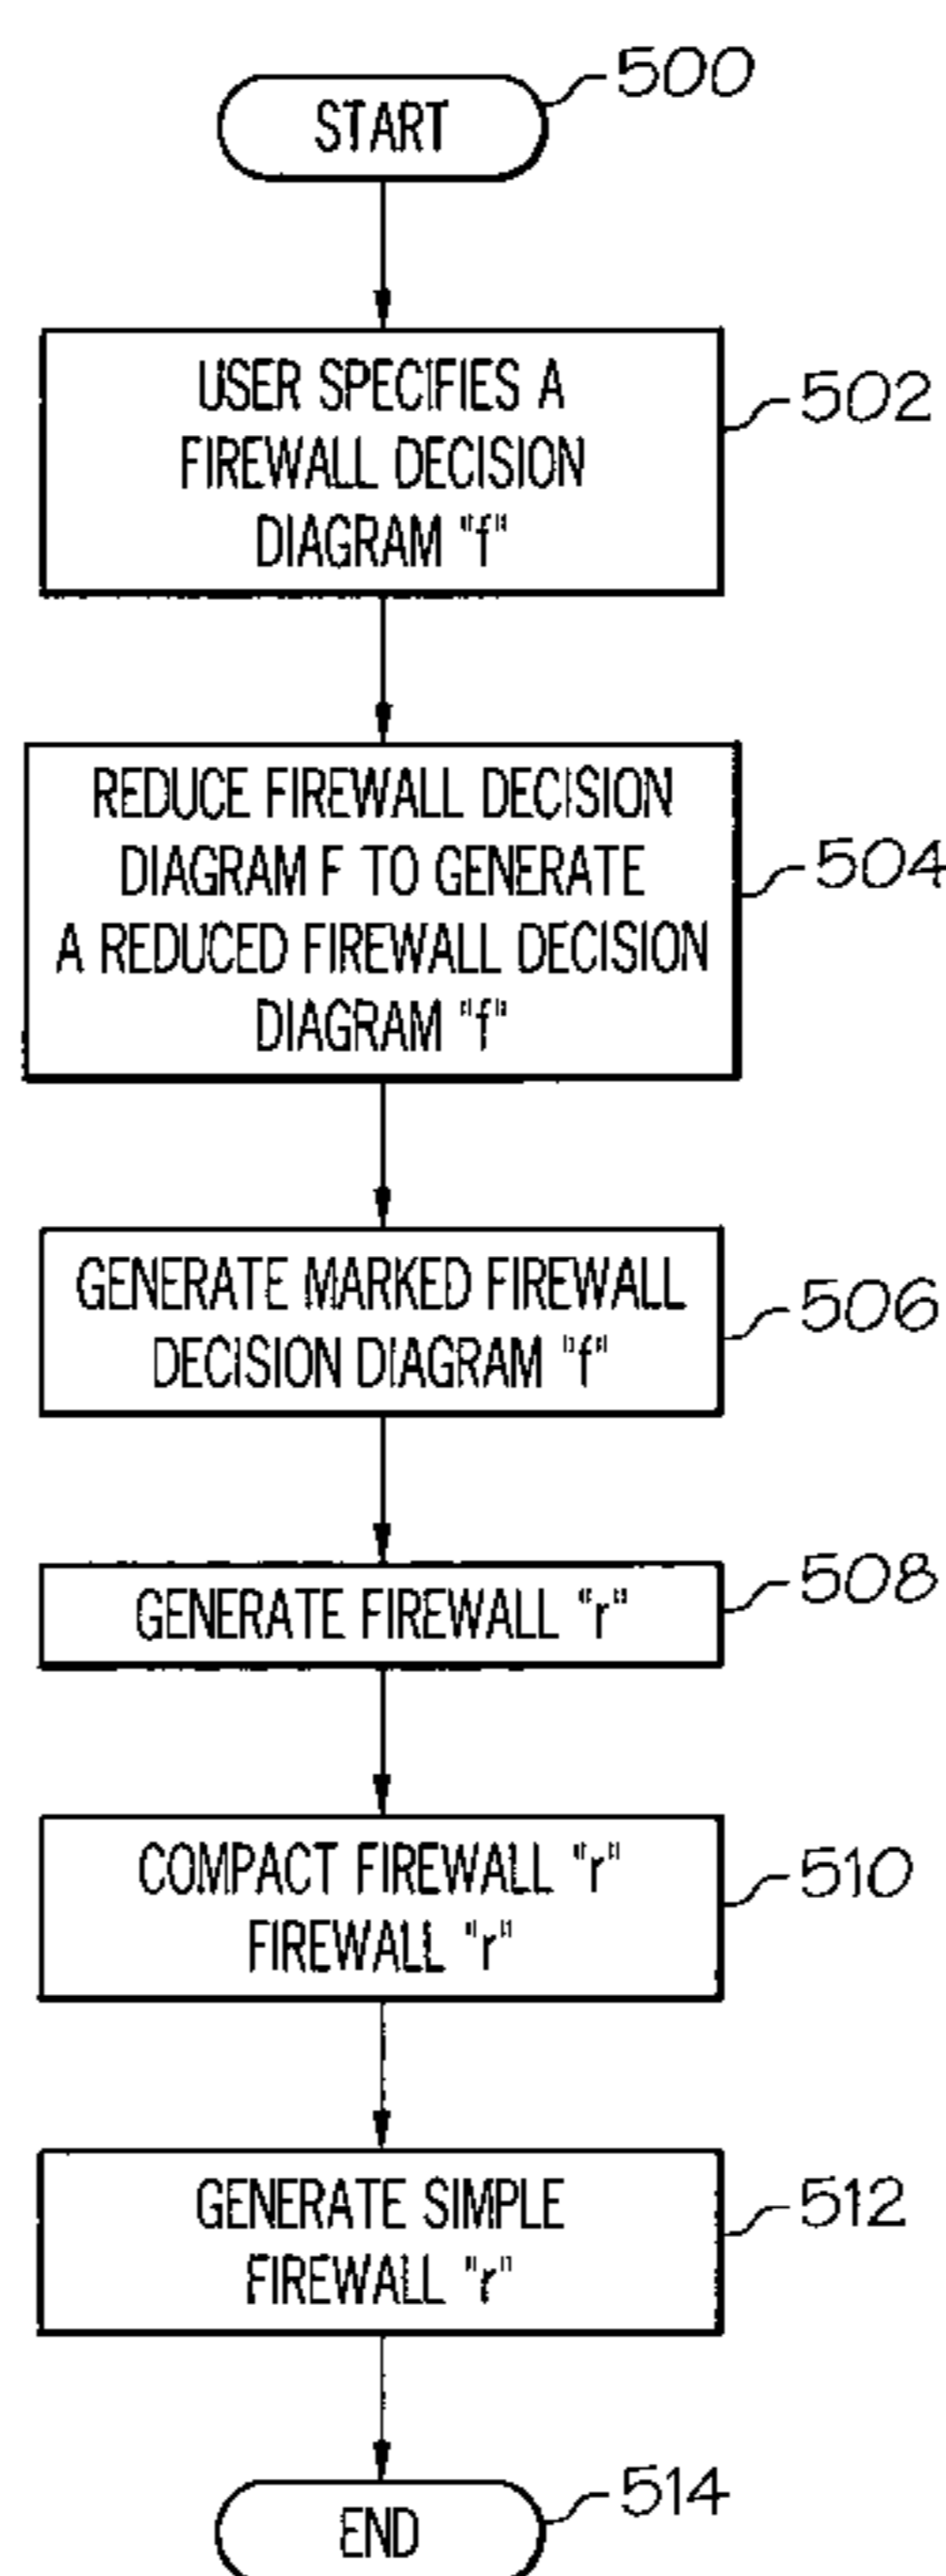 START
500
USER SPECIFIES A
FIREWALL DECISION
DIAGRAM "f"
502
REDUCE FIREWALL DECISION
DIAGRAM F TO GENERATE
A REDUCED FIREWALL DECISION
DIAGRAM "f"
504
GENERATE MARKED FIREWALL
DECISION DIAGRAM "f"
506
GENERATE FIREWALL "r"
508
COMPACT FIREWALL "r"
FIREWALL "r"
510
GENERATE SIMPLE
FIREWALL "r"
512
END
514